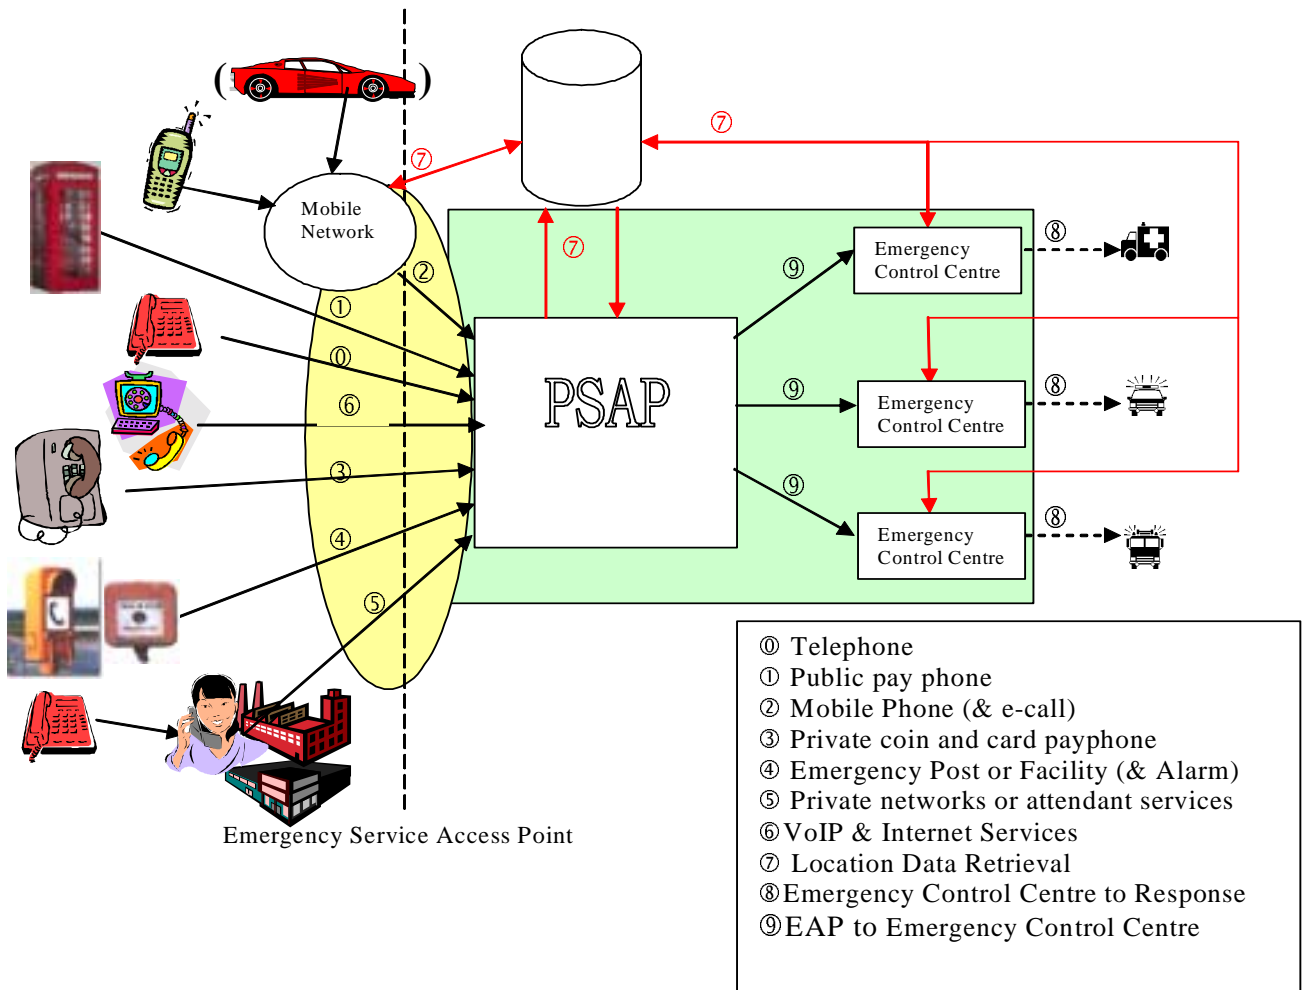 ( )
⑦
⑦
Mobile
Network
②
⑦
⑨
Emergency
Control Centre
⑧
①
⓪
⑥
PSAP
⑨
Emergency
Control Centre
⑧
③
④
⑤
⑨
Emergency
Control Centre
⑧
Emergency Service Access Point
⓪ Telephone
① Public pay phone
② Mobile Phone (& e-call)
③ Private coin and card payphone
④ Emergency Post or Facility (& Alarm)
⑤ Private networks or attendant services
⑥ VoIP & Internet Services
⑦ Location Data Retrieval
⑧ Emergency Control Centre to Response
⑨ EAP to Emergency Control Centre